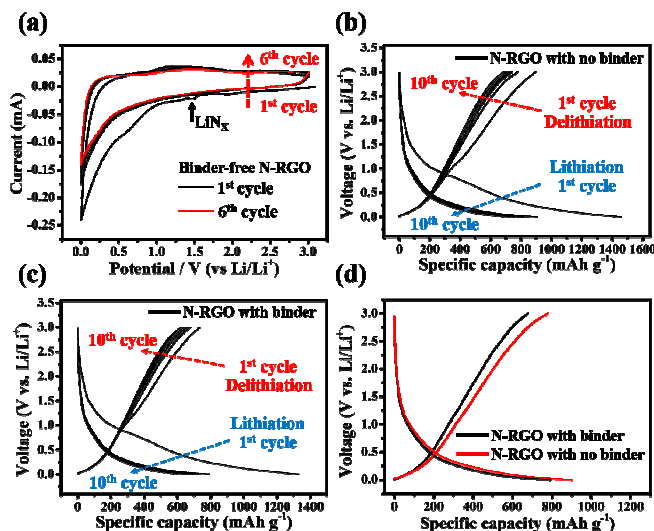 (a)
0.05
0.00
-0.05
-0.10
-0.15
-0.20
-0.25
Current (mA)
6th cycle
1st cycle
LiNx
Binder-free N-RGO
1st cycle
6th cycle
0.0 0.5 1.0 1.5 2.0 2.5 3.0
Potential / V (vs Li/Li+)
(b)
3.5
3.0
2.5
2.0
1.5
1.0
0.5
0.0
Voltage (V vs. Li/Li+)
N-RGO with no binder
10th cycle
1st cycle
Delithiation
Lithiation
1st cycle
10th cycle
0 200 400 600 800 1000 1200 1400 1600
Specific capacity (mAh g-1)
(c)
3.5
3.0
2.5
2.0
1.5
1.0
0.5
0.0
Voltage (V vs. Li/Li+)
N-RGO with binder
10th cycle
1st cycle
Delithiation
Lithiation
1st cycle
10th cycle
0 200 400 600 800 1000 1200 1400
Specific capacity (mAh g-1)
(d)
3.5
3.0
2.5
2.0
1.5
1.0
0.5
0.0
Voltage (V vs. Li/Li+)
N-RGO with binder
N-RGO with no binder
0 200 400 600 800 1000 1200
Specific capacity (mAh g-1)